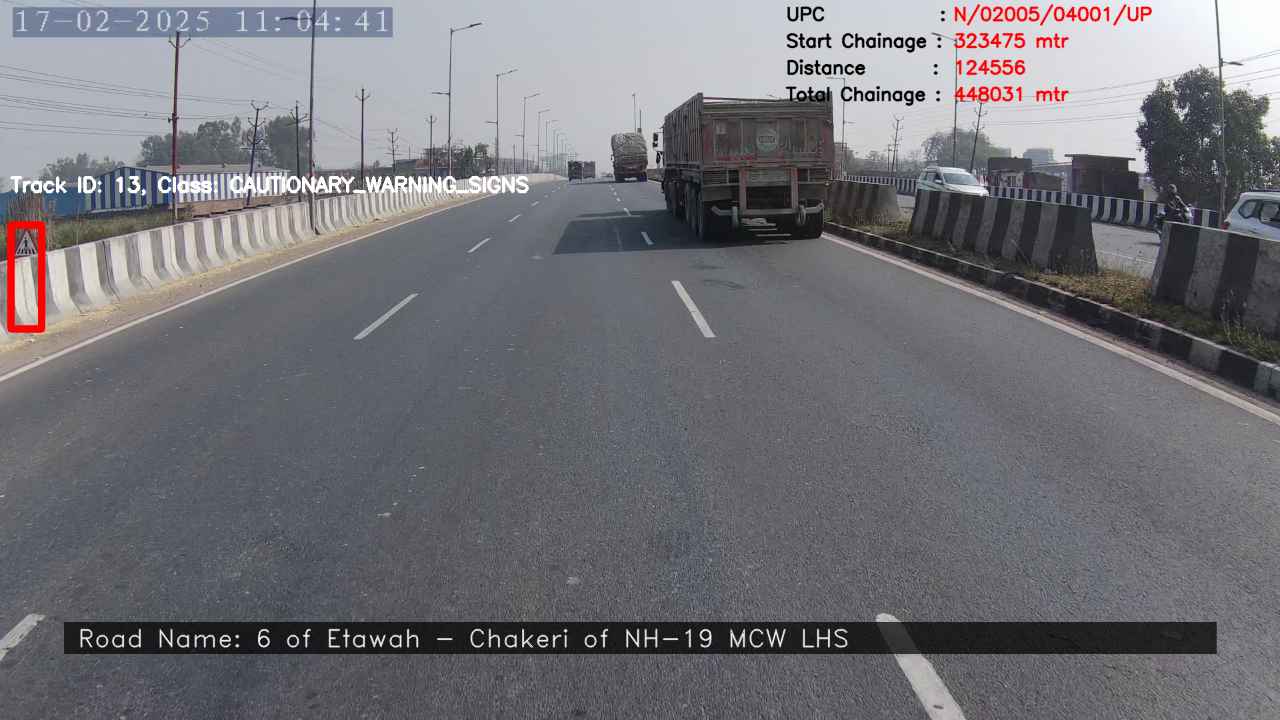 17-02-2025 11:04:41
UPC : N/02005/04001/UP
Start Chainage : 323475 mtr
Distance : 124556
Total Chainage : 448031 mtr
Track ID: 13, Class: CAUTIONARY_WARNING_SIGNS
Road Name: 6 of Etawah - Chakeri of NH-19 MCW LHS